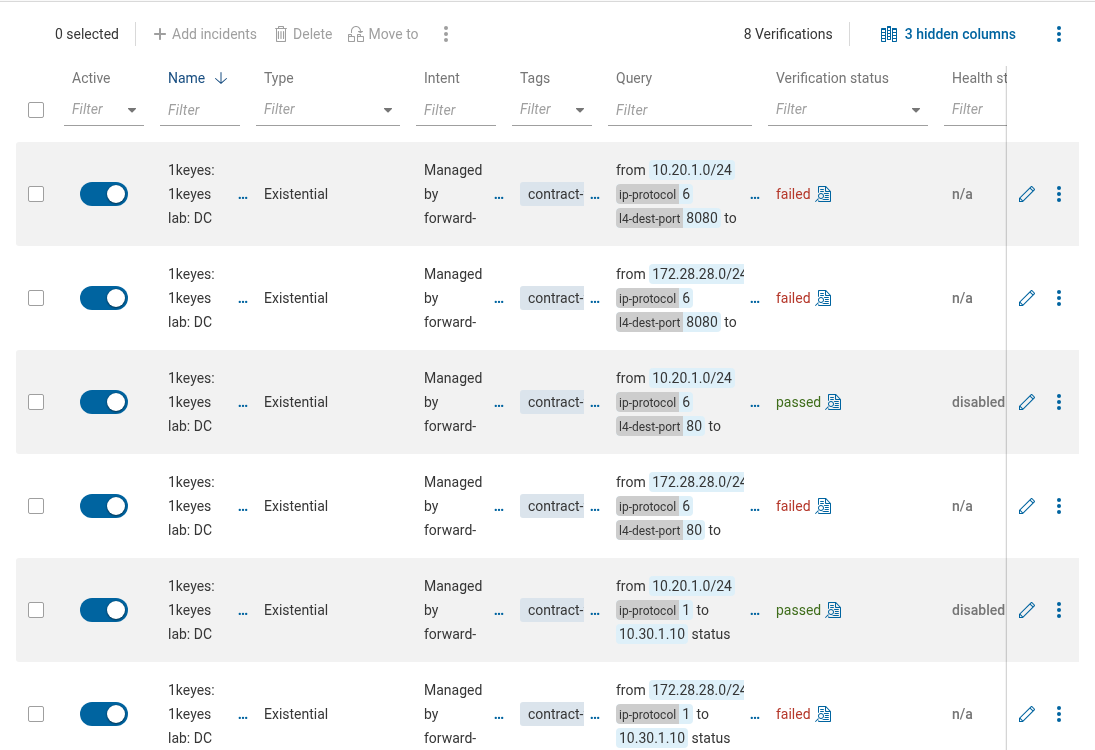 0 selected Add incidents Delete Move to 8 Verifications 3 hidden columns
Active Name Type Intent Tags Query Verification status Health st
Filter Filter Filter Filter Filter Filter Filter Filter
1keyes: Managed from 10.20.1.0/24
1keyes ... Existential by ... contract- ... ip-protocol 6 ... failed n/a
lab: DC forward- l4-dest-port 8080 to
1keyes: Managed from 172.28.28.0/24
1keyes ... Existential by ... contract- ... ip-protocol 6 ... failed n/a
lab: DC forward- l4-dest-port 8080 to
1keyes: Managed from 10.20.1.0/24
1keyes ... Existential by ... contract- ... ip-protocol 6 ... passed disabled
lab: DC forward- l4-dest-port 80 to
1keyes: Managed from 172.28.28.0/24
1keyes ... Existential by ... contract- ... ip-protocol 6 ... failed n/a
lab: DC forward- l4-dest-port 80 to
1keyes: Managed from 10.20.1.0/24
1keyes ... Existential by ... contract- ... ip-protocol 1 to ... passed disabled
lab: DC forward- 10.30.1.10 status
1keyes: Managed from 172.28.28.0/24
1keyes ... Existential by ... contract- ... ip-protocol 1 to ... failed n/a
lab: DC forward- 10.30.1.10 status